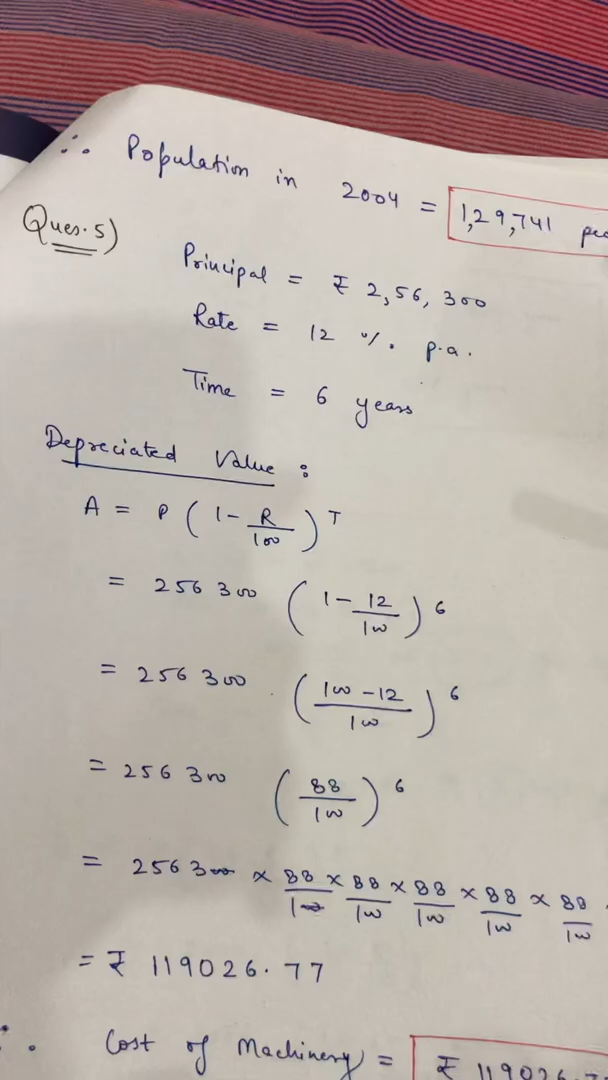 ∴ Population in 2004 = 1,29,741
Ques.5)
Principal = ₹ 2,56,300
Rate = 12 %. p.a.
Time = 6 years
Depreciated Value :
A = P ( 1 - R/100 )^T
= 256300 ( 1 - 12/100 )^6
= 256300 ( 100 - 12/100 )^6
= 256300 ( 88/100 )^6
= 256300 × 88/100 × 88/100 × 88/100 × 88/100 × 88/100
= ₹ 119026.77
∴ Cost of Machinery = ₹ 119026.7